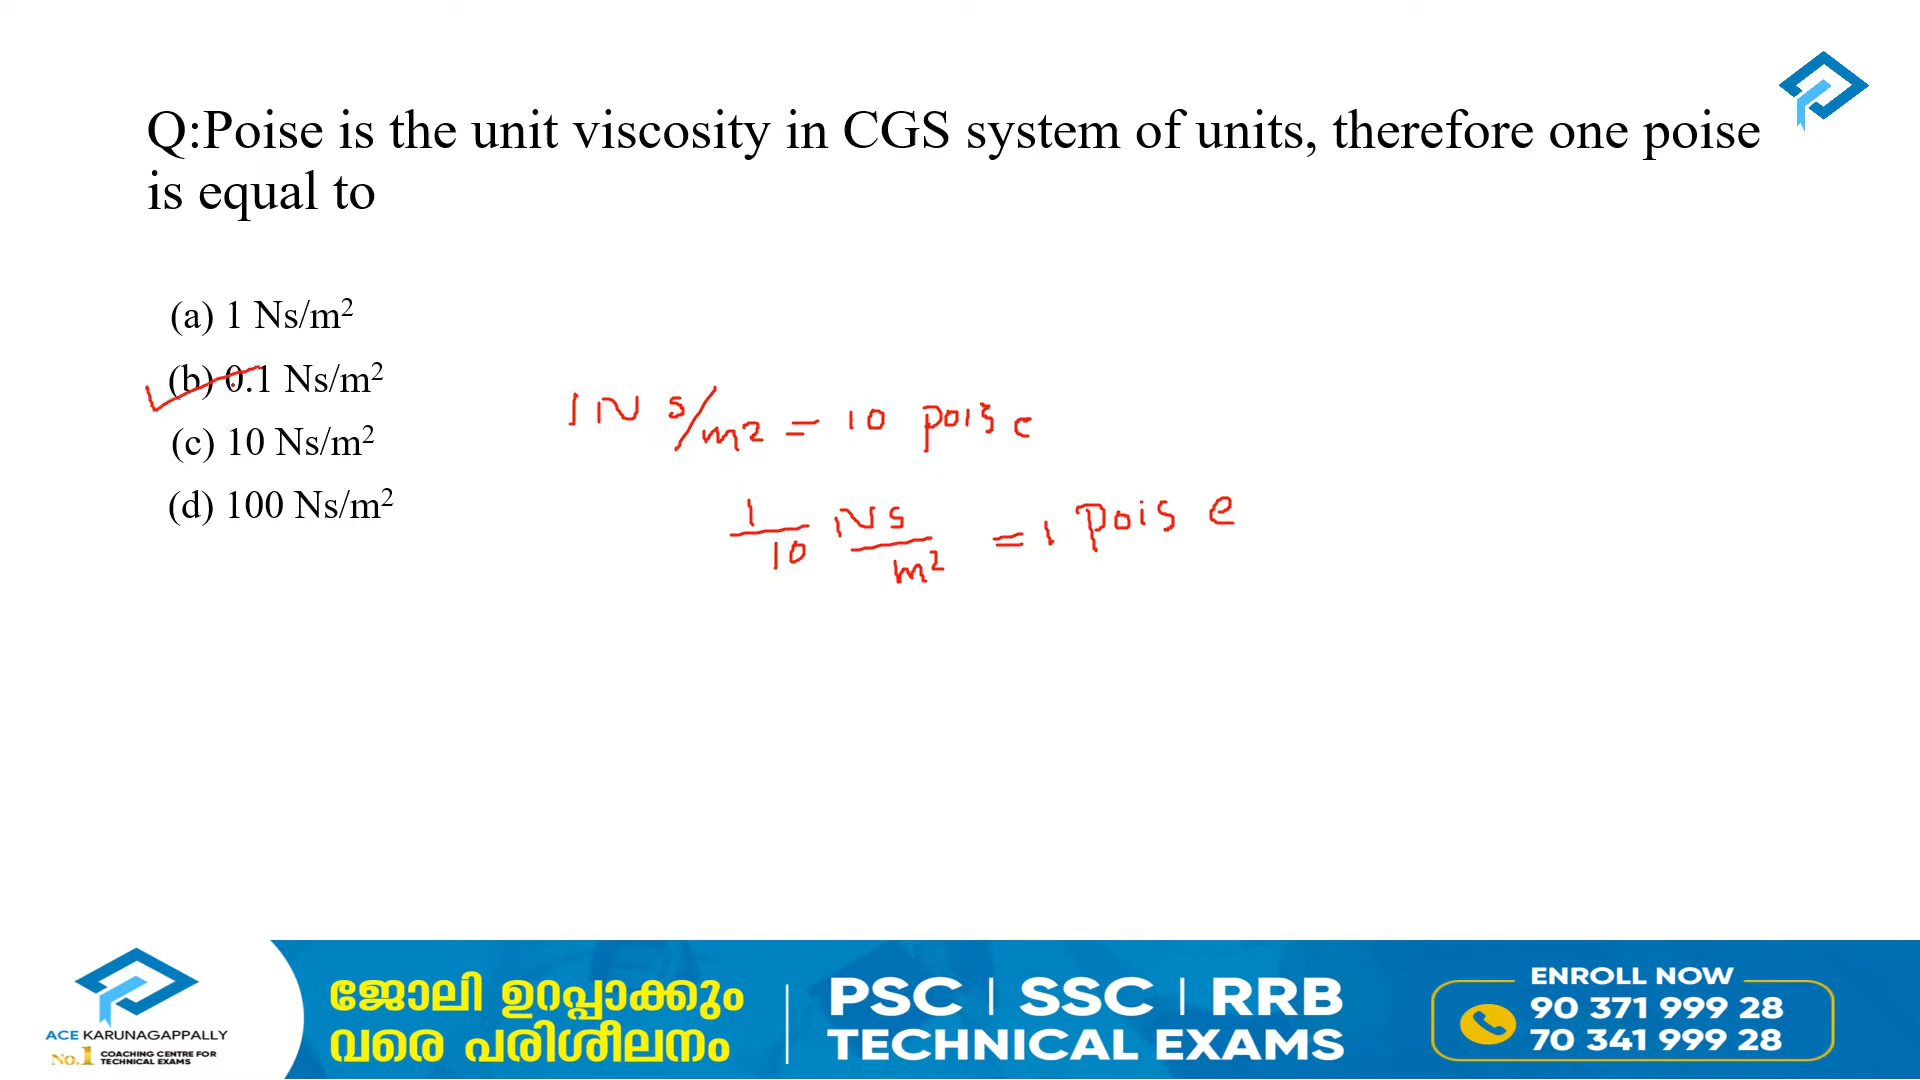 Q:Poise is the unit viscosity in CGS system of units, therefore one poise
is equal to
(a) 1 Ns/m²
(b) 0.1 Ns/m²
(c) 10 Ns/m²
(d) 100 Ns/m²
1 N s/m2 = 10 poise
1/10 Ns/m² = 1 Poise
ACE KARUNAGAPPALLY
No.1 COACHING CENTRE FOR
TECHNICAL EXAMS
ജോലി ഉറപ്പാക്കും
വരെ പരിശീലനം
PSC | SSC | RRB
TECHNICAL EXAMS
ENROLL NOW
90 371 999 28
70 341 999 28